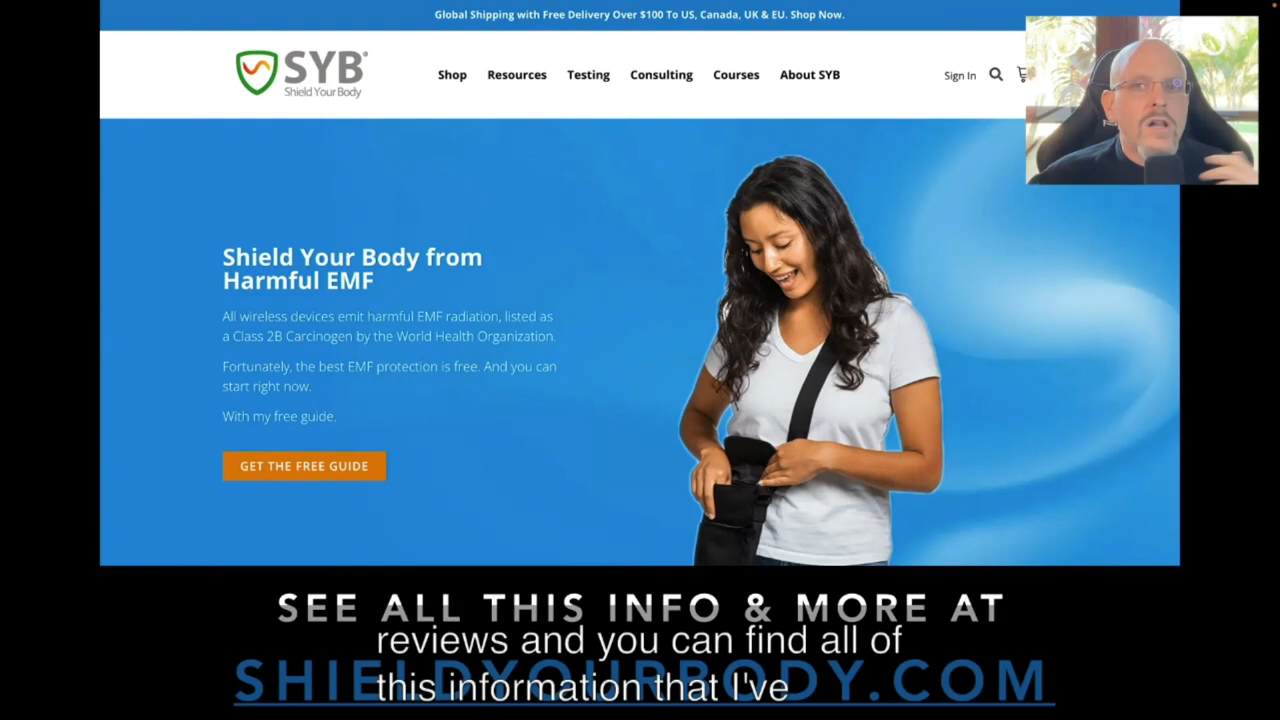 Global Shipping with Free Delivery Over $100 To US, Canada, UK & EU. Shop Now.
SYB®
Shield Your Body
Shop Resources Testing Consulting Courses About SYB
Sign In
Shield Your Body from
Harmful EMF
All wireless devices emit harmful EMF radiation, listed as
a Class 2B Carcinogen by the World Health Organization.
Fortunately, the best EMF protection is free. And you can
start right now.
With my free guide.
GET THE FREE GUIDE
SEE ALL THIS INFO & MORE AT
reviews and you can find all of
SHIELDYOURBODY.COM
this information that I've